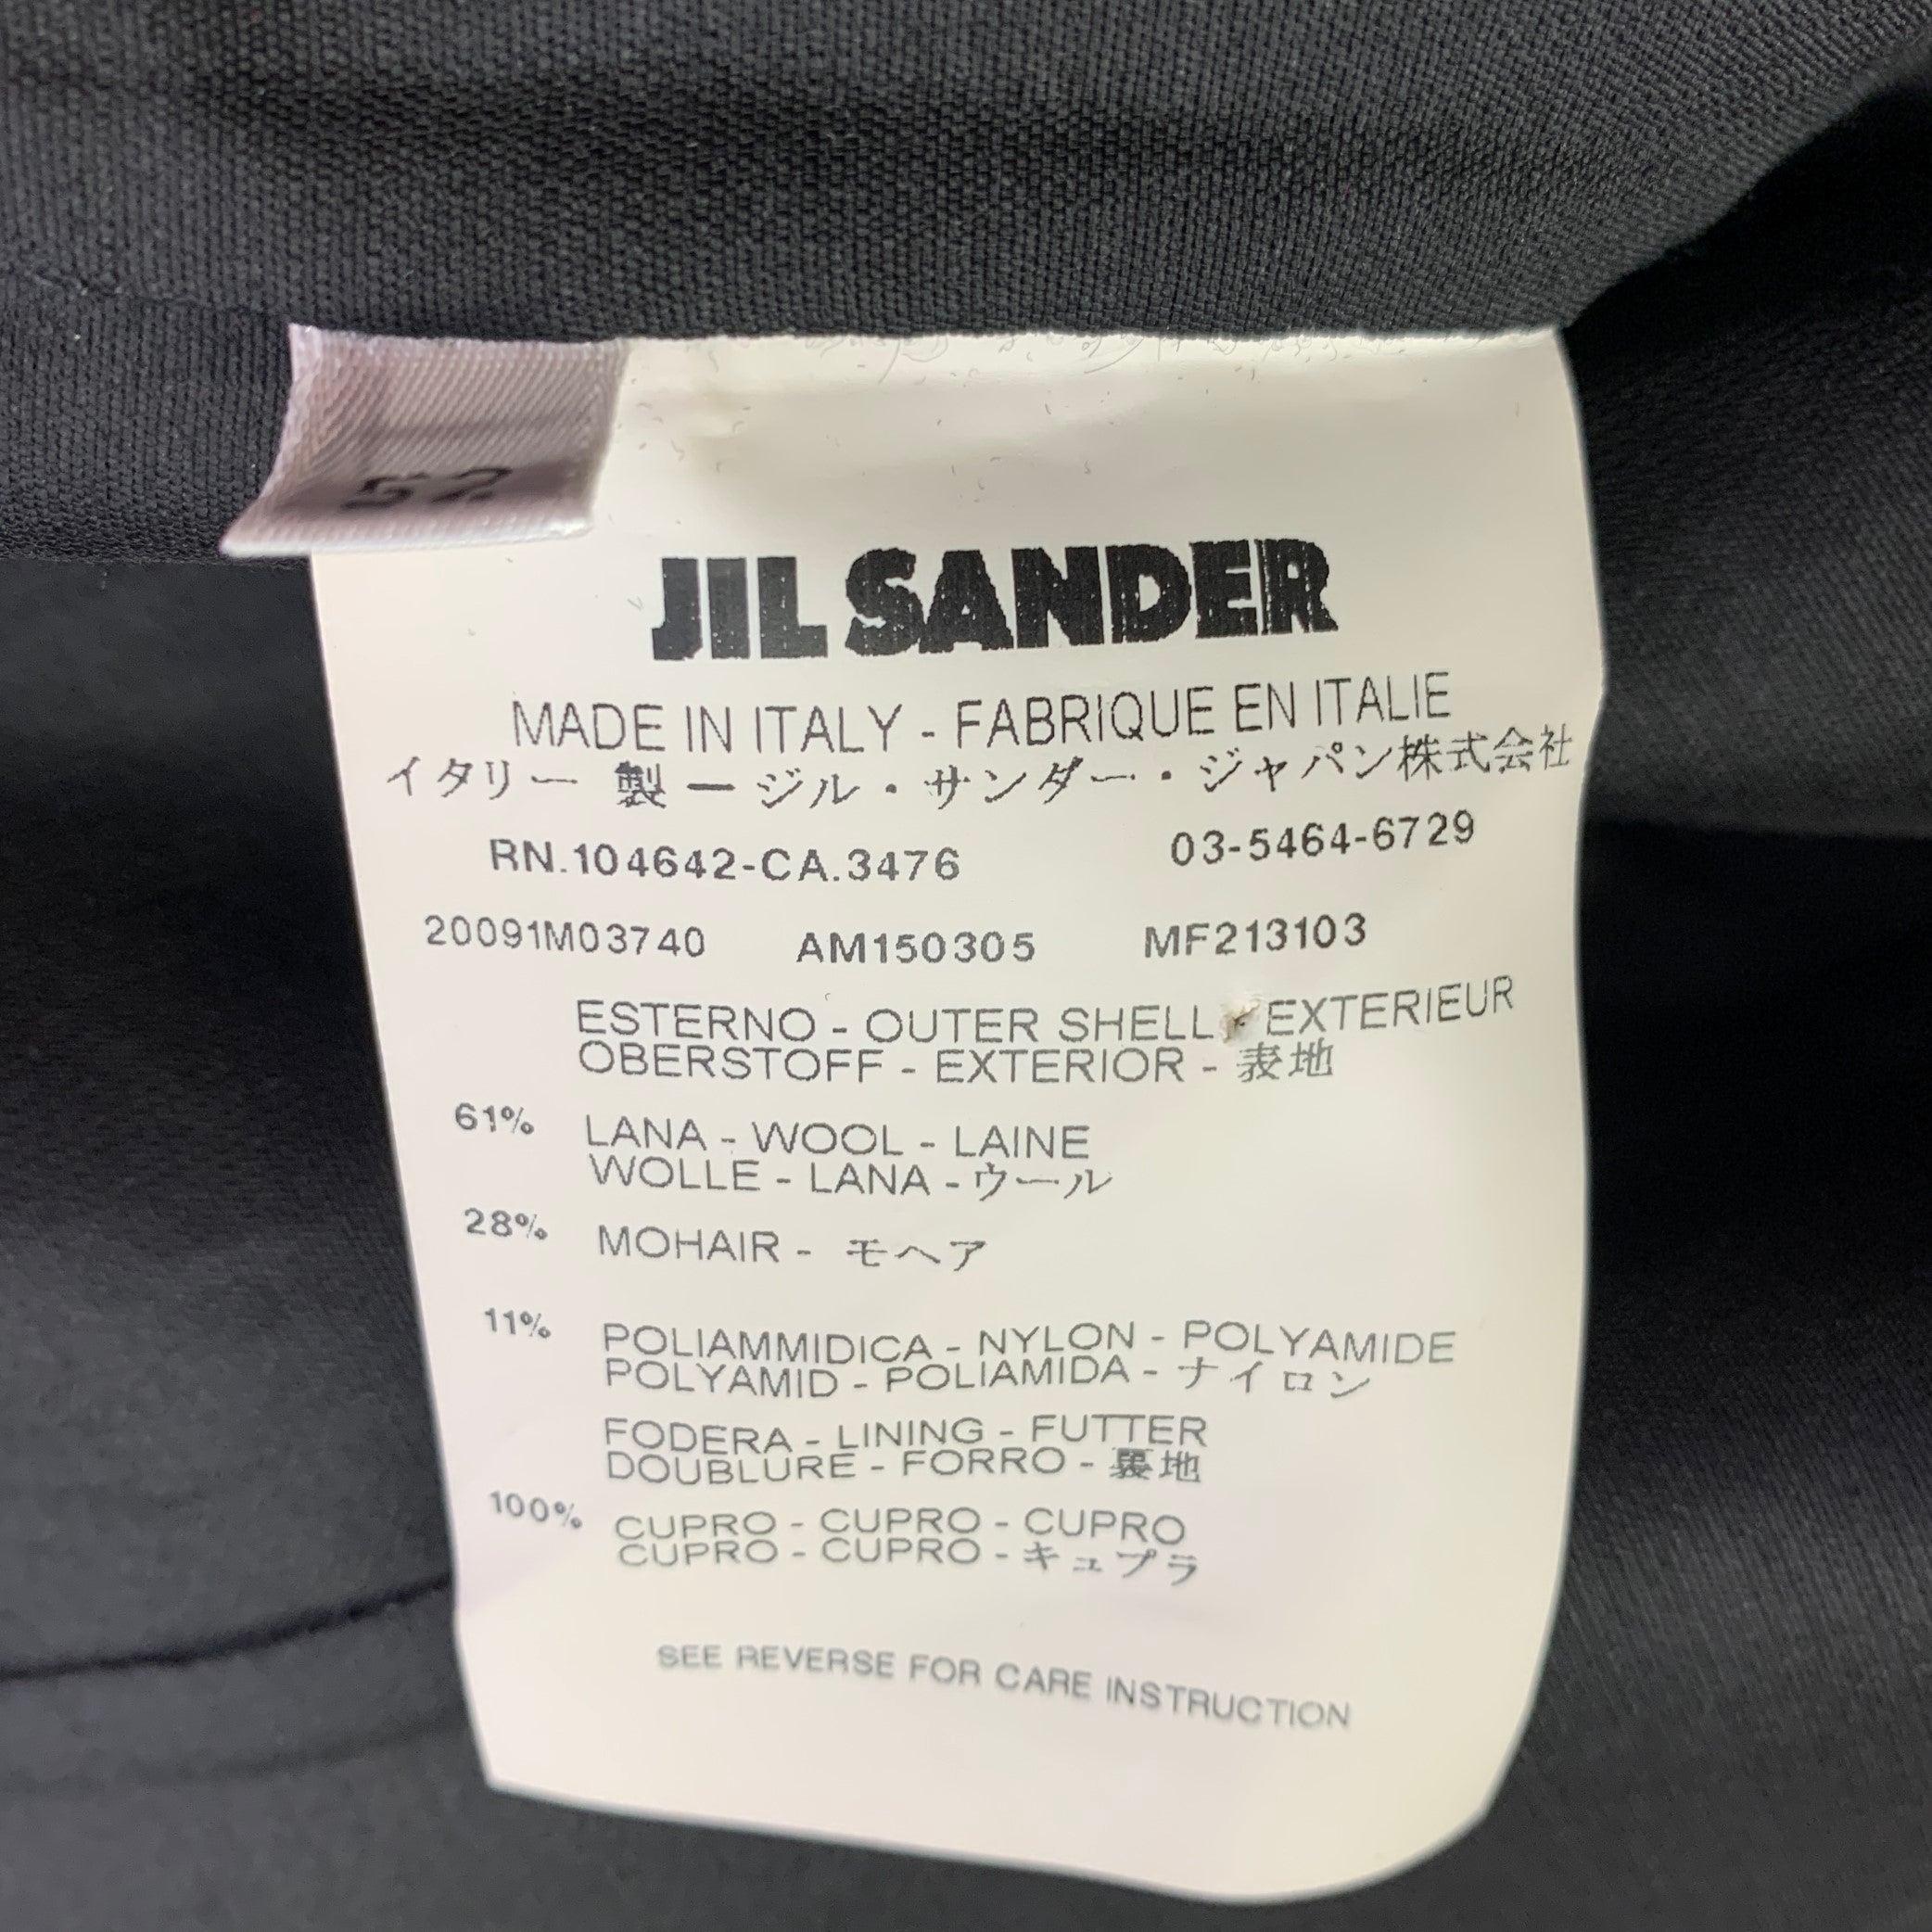 52
JIL SANDER
MADE IN ITALY - FABRIQUE EN ITALIE
イタリー 製 ー ジル・サンダー・ジャパン株式会社
RN.104642-CA.3476 03-5464-6729
20091M03740 AM150305 MF213103
ESTERNO - OUTER SHELL - EXTERIEUR
OBERSTOFF - EXTERIOR - 表地
61% LANA - WOOL - LAINE
WOLLE - LANA - ウール
28% MOHAIR - モヘア
11% POLIAMMIDICA - NYLON - POLYAMIDE
POLYAMID - POLIAMIDA - ナイロン
FODERA - LINING - FUTTER
DOUBLURE - FORRO - 裏地
100% CUPRO - CUPRO - CUPRO
CUPRO - CUPRO - キュプラ
SEE REVERSE FOR CARE INSTRUCTION